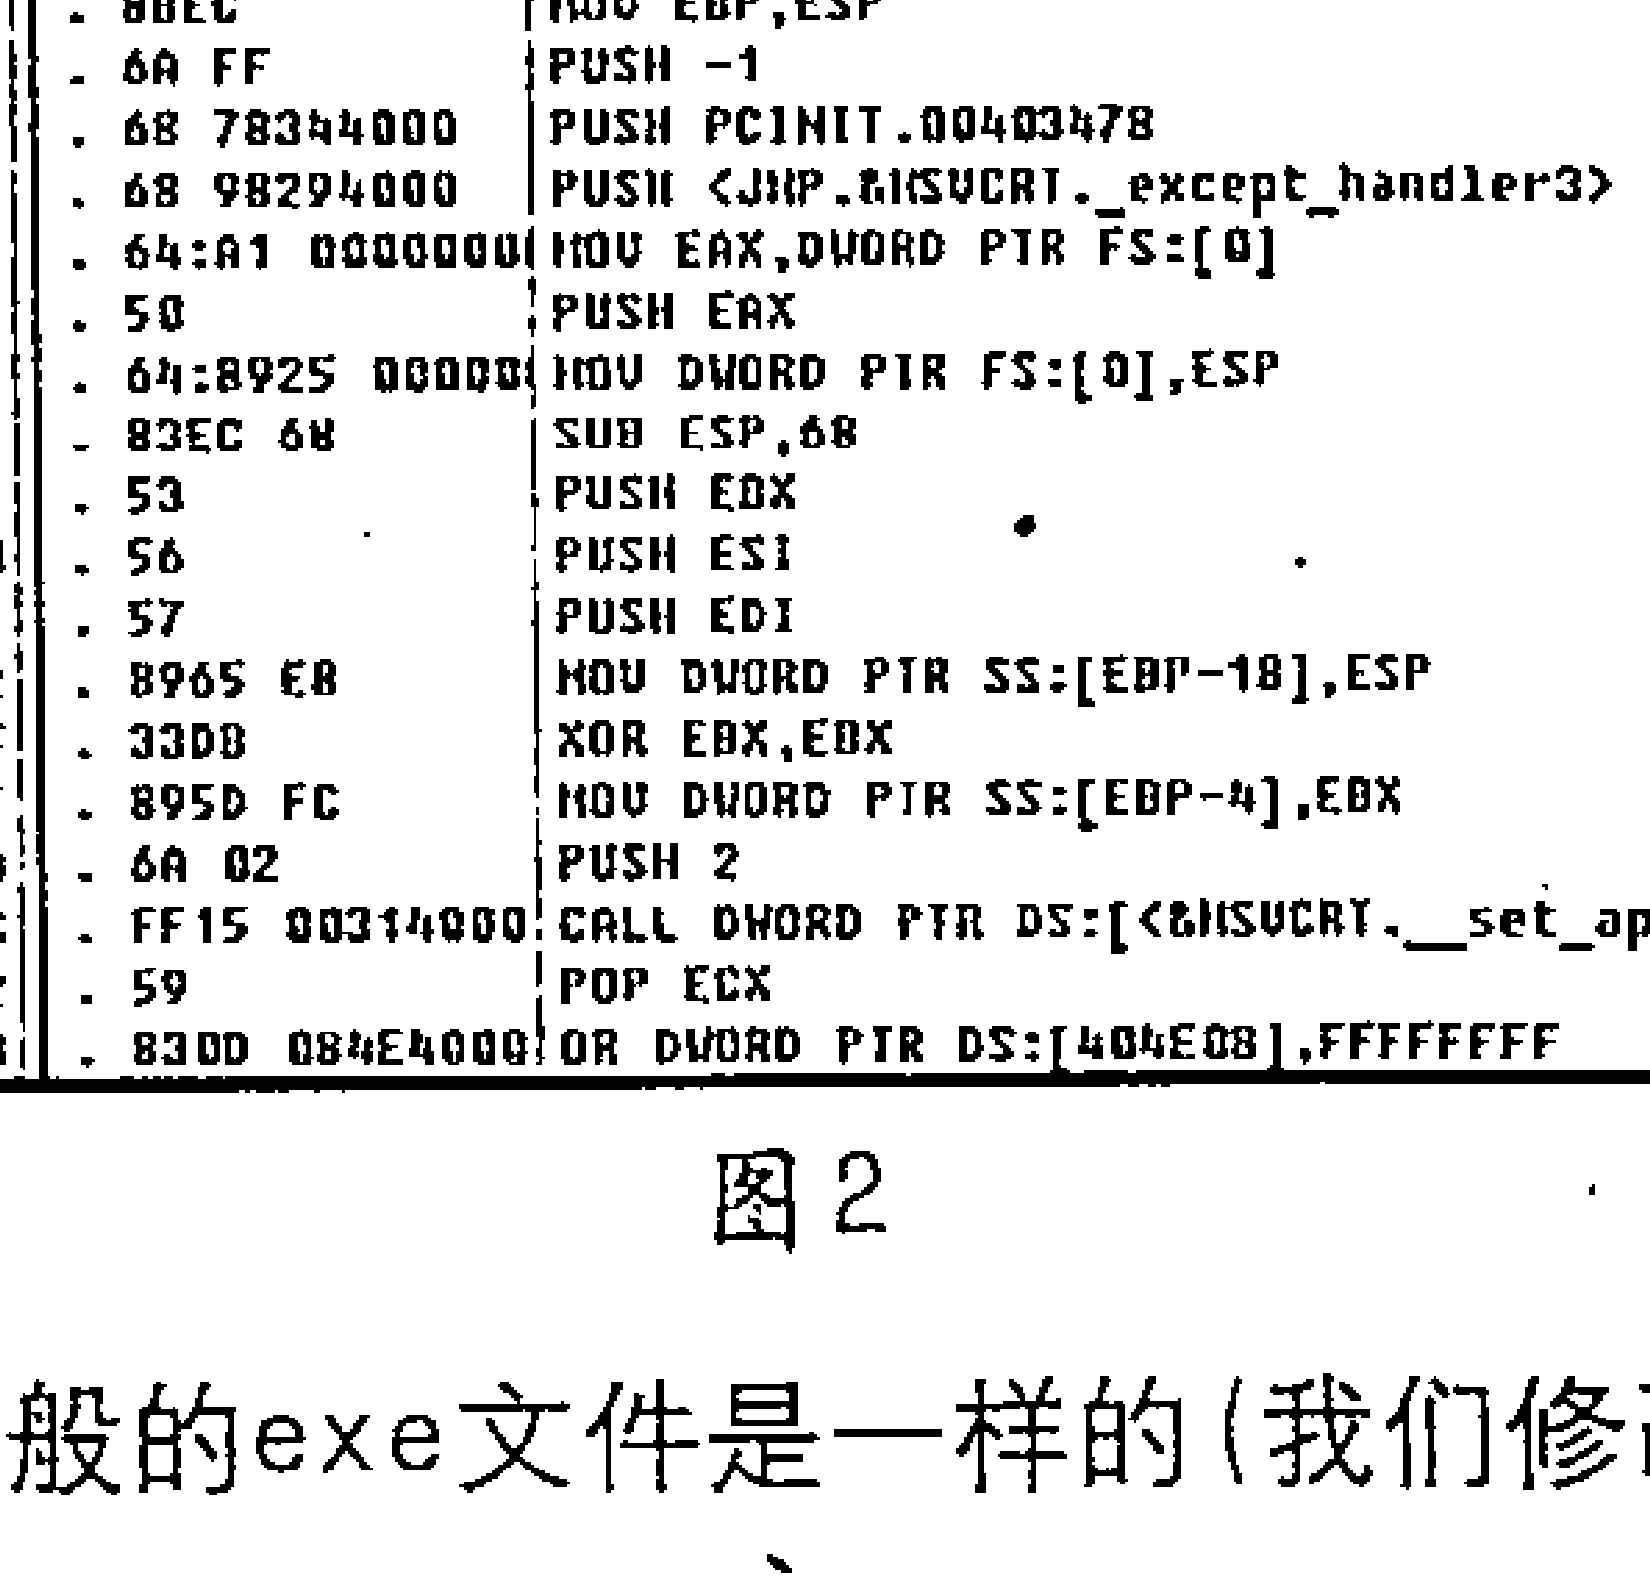 . 8BEC MOV EBP,ESP
. 6A FF PUSH -1
. 68 78344000 PUSH PCINIT.00403478
. 68 98294000 PUSH <JMP.&MSVCRT._except_handler3>
. 64:A1 0000000 MOV EAX,DWORD PTR FS:[0]
. 50 PUSH EAX
. 64:8925 00000 MOV DWORD PTR FS:[0],ESP
. 83EC 68 SUB ESP,68
. 53 PUSH EBX
. 56 PUSH ESI
. 57 PUSH EDI
. 8965 E8 MOV DWORD PTR SS:[EBP-18],ESP
. 33DB XOR EBX,EBX
. 895D FC MOV DWORD PTR SS:[EBP-4],EBX
. 6A 02 PUSH 2
. FF15 00314000 CALL DWORD PTR DS:[<&MSVCRT.__set_ap
. 59 POP ECX
. 830D 084E4000 OR DWORD PTR DS:[404E08],FFFFFFFF
图2
般的exe文件是一样的(我们修